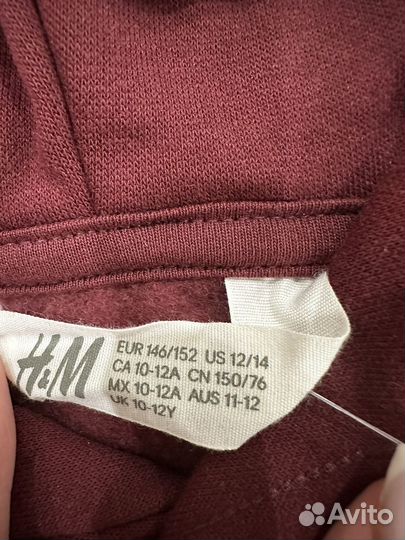 H&M
EUR 146/152 US 12/14
CA 10-12A CN 150/76
MX 10-12A AUS 11-12
UK 10-12Y
Avito